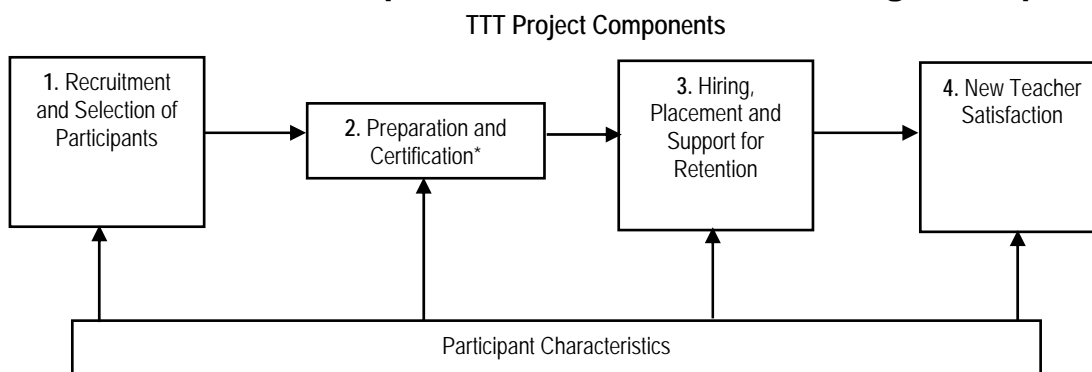 TTT Project Components
1. Recruitment
and Selection of
Participants
2. Preparation and
Certification*
3. Hiring,
Placement and
Support for
Retention
4. New Teacher
Satisfaction
Participant Characteristics